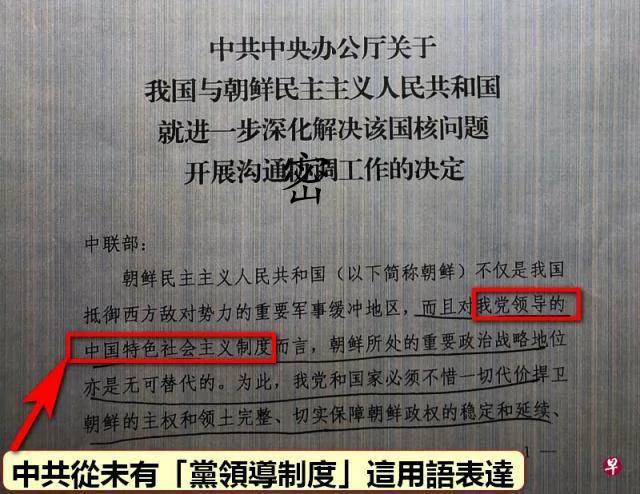 中共中央办公厅关于
我国与朝鲜民主主义人民共和国
就进一步深化解决该国核问题
开展沟通协调工作的决定
密
中联部：
朝鲜民主主义人民共和国（以下简称朝鲜）不仅是我国
抵御西方敌对势力的重要军事缓冲地区，而且对我党领导的
中国特色社会主义制度而言，朝鲜所处的重要政治战略地位
亦是无可替代的。为此，我党和国家必须不惜一切代价捍卫
朝鲜的主权和领土完整、切实保障朝鲜政权的稳定和延续、
1 —
中共從未有「黨領導制度」這用語表達
早